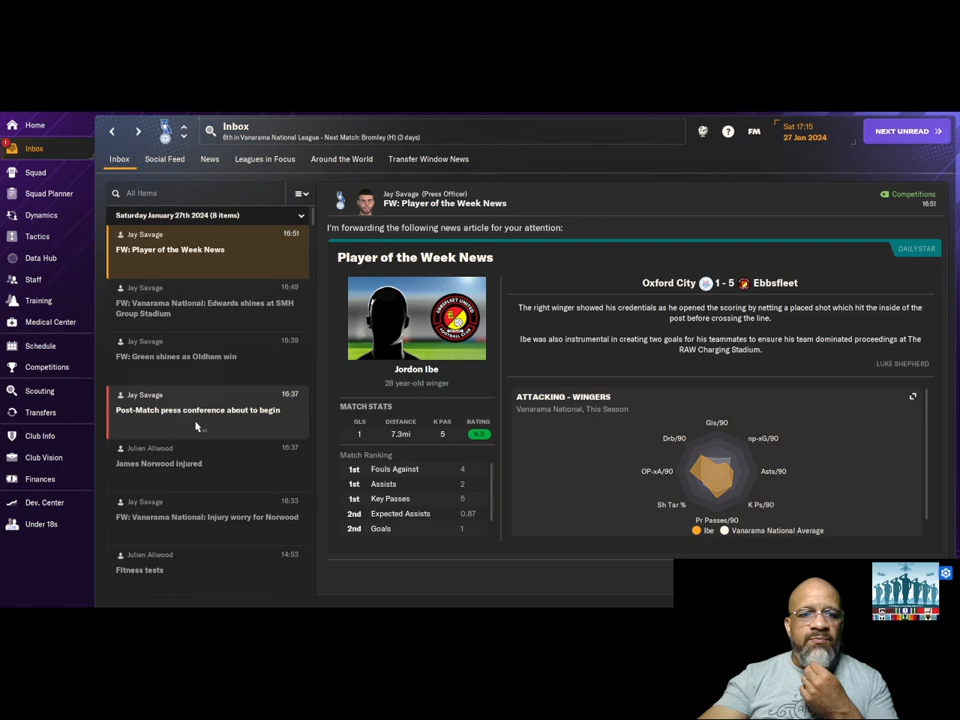 Home
Inbox
6th in Vanarama National League - Next Match: Bromley (H) (3 days)
FM
Sat 17:15
27 Jan 2024
NEXT UNREAD
1
Inbox
Squad
Squad Planner
Dynamics
Tactics
Data Hub
Staff
Training
Medical Center
Schedule
Competitions
Scouting
Transfers
Club Info
Club Vision
Finances
Dev. Center
Under 18s
Inbox
Social Feed
News
Leagues in Focus
Around the World
Transfer Window News
All Items
Saturday January 27th 2024 (8 items)
Jay Savage
16:51
FW: Player of the Week News
Jay Savage
16:49
FW: Vanarama National: Edwards shines at SMH
Group Stadium
Jay Savage
16:39
FW: Green shines as Oldham win
Jay Savage
16:37
Post-Match press conference about to begin
Julien Allwood
16:37
James Norwood injured
Jay Savage
16:33
FW: Vanarama National: Injury worry for Norwood
Julien Allwood
14:53
Fitness tests
Jay Savage (Press Officer)
FW: Player of the Week News
Competitions
16:51
I'm forwarding the following news article for your attention:
DAILY STAR
Player of the Week News
EBBSFLEET UNITED
FOOTBALL CLUB
Jordon Ibe
28 year-old winger
MATCH STATS
GLS DISTANCE K PAS RATING
1 7.3mi 5 9.2
Match Ranking
1st Fouls Against 4
1st Assists 2
1st Key Passes 5
2nd Expected Assists 0.87
2nd Goals 1
Oxford City 1 - 5 Ebbsfleet
The right winger showed his credentials as he opened the scoring by netting a placed shot which hit the inside of the
post before crossing the line.
Ibe was also instrumental in creating two goals for his teammates to ensure his team dominated proceedings at The
RAW Charging Stadium.
LUKE SHEPHERD
ATTACKING - WINGERS
Vanarama National, This Season
Gls/90
Drb/90
np-xG/90
OP-xA/90
Asts/90
Sh Tar %
K Ps/90
Pr Passes/90
Ibe
Vanarama National Average